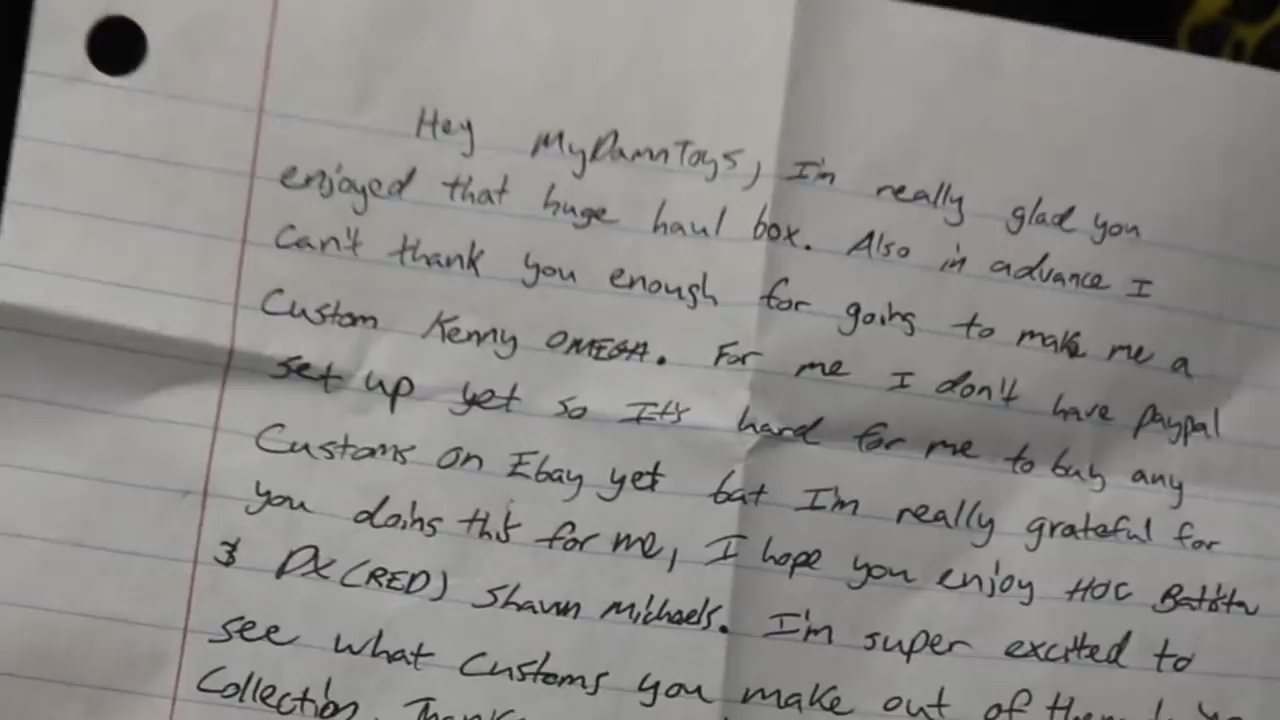 Hey MyDamnToys, I'm really glad you
enjoyed that huge haul box. Also in advance I
can't thank you enough for going to make me a
Custom Kenny OMEGA. For me I don't have paypal
set up yet so It's hard for me to buy any
Customs on Ebay yet but I'm really grateful for
you doing this for me, I hope you enjoy HOC Batista
& DX (RED) Shawn Michaels. I'm super excited to
see what Customs you make out of them
Collection.